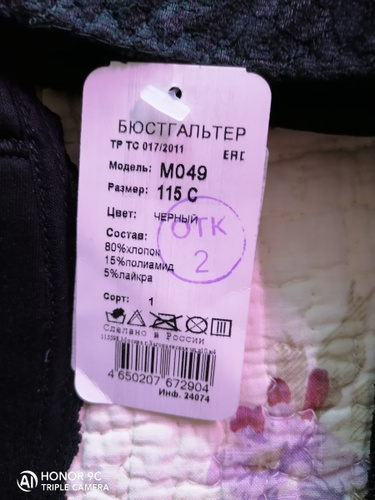 БЮСТГАЛЬТЕР
ТР ТС 017/2011
EAC
Модель: М049
Размер: 115 С
Цвет: ЧЕРНЫЙ
ОТК
2
Состав:
80%хлопок
15%полиамид
5%лайкра
Сорт: 1
Сделано в России
4 650207 672904
Инф. 24074
HONOR 9C
TRIPLE CAMERA